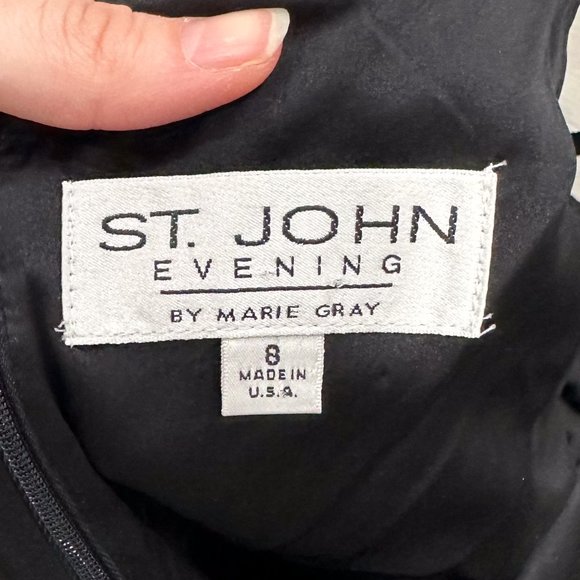 ST. JOHN
EVENING
BY MARIE GRAY
8
MADE IN
U.S.A.